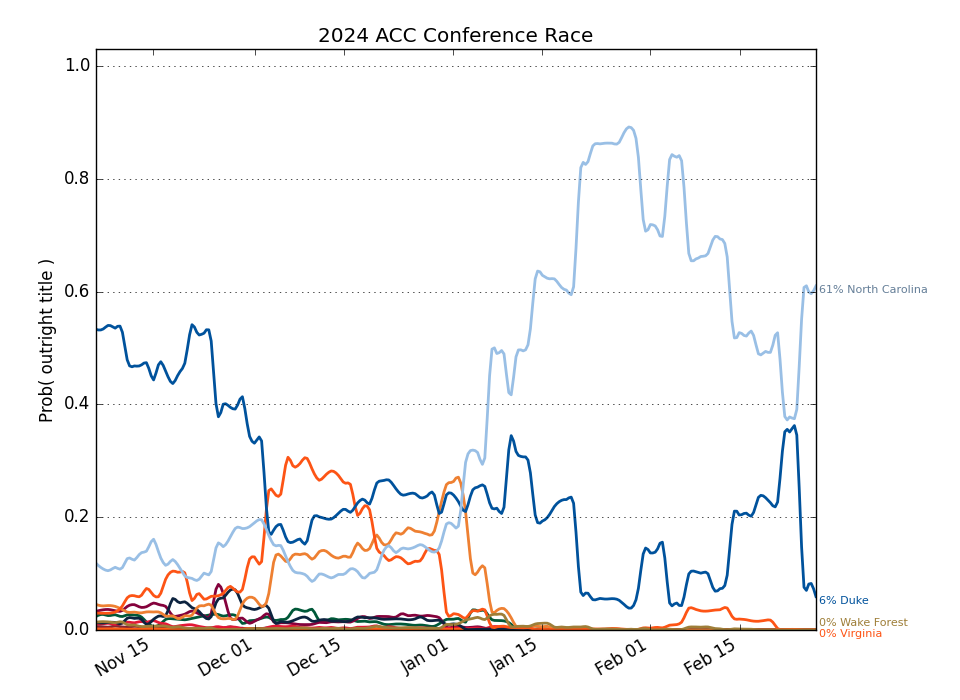 2024 ACC Conference Race
Prob( outright title )
1.0
0.8
0.6
0.4
0.2
0.0
61% North Carolina
6% Duke
0% Wake Forest
0% Virginia
Nov 15
Dec 01
Dec 15
Jan 01
Jan 15
Feb 01
Feb 15